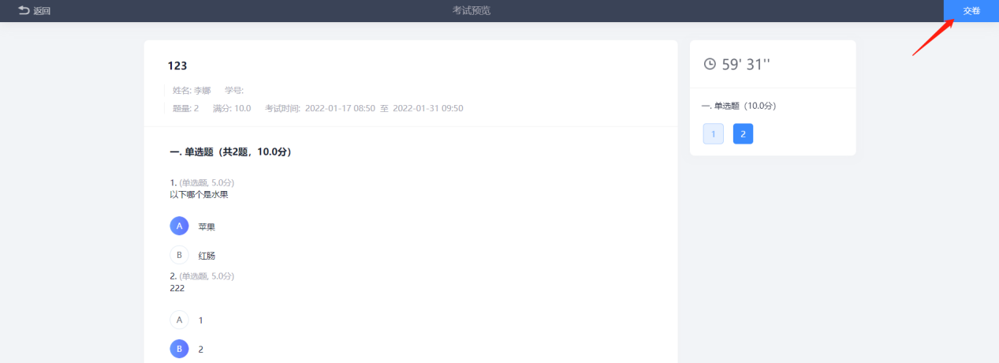 返回
考试预览
交卷
123
姓名: 李娜 学号:
题量: 2 满分: 10.0 考试时间: 2022-01-17 08:50 至 2022-01-31 09:50
一. 单选题（共2题，10.0分）
1. (单选题, 5.0分)
以下哪个是水果
A 苹果
B 红肠
2. (单选题, 5.0分)
222
A 1
B 2
59' 31''
一. 单选题（10.0分）
1 2